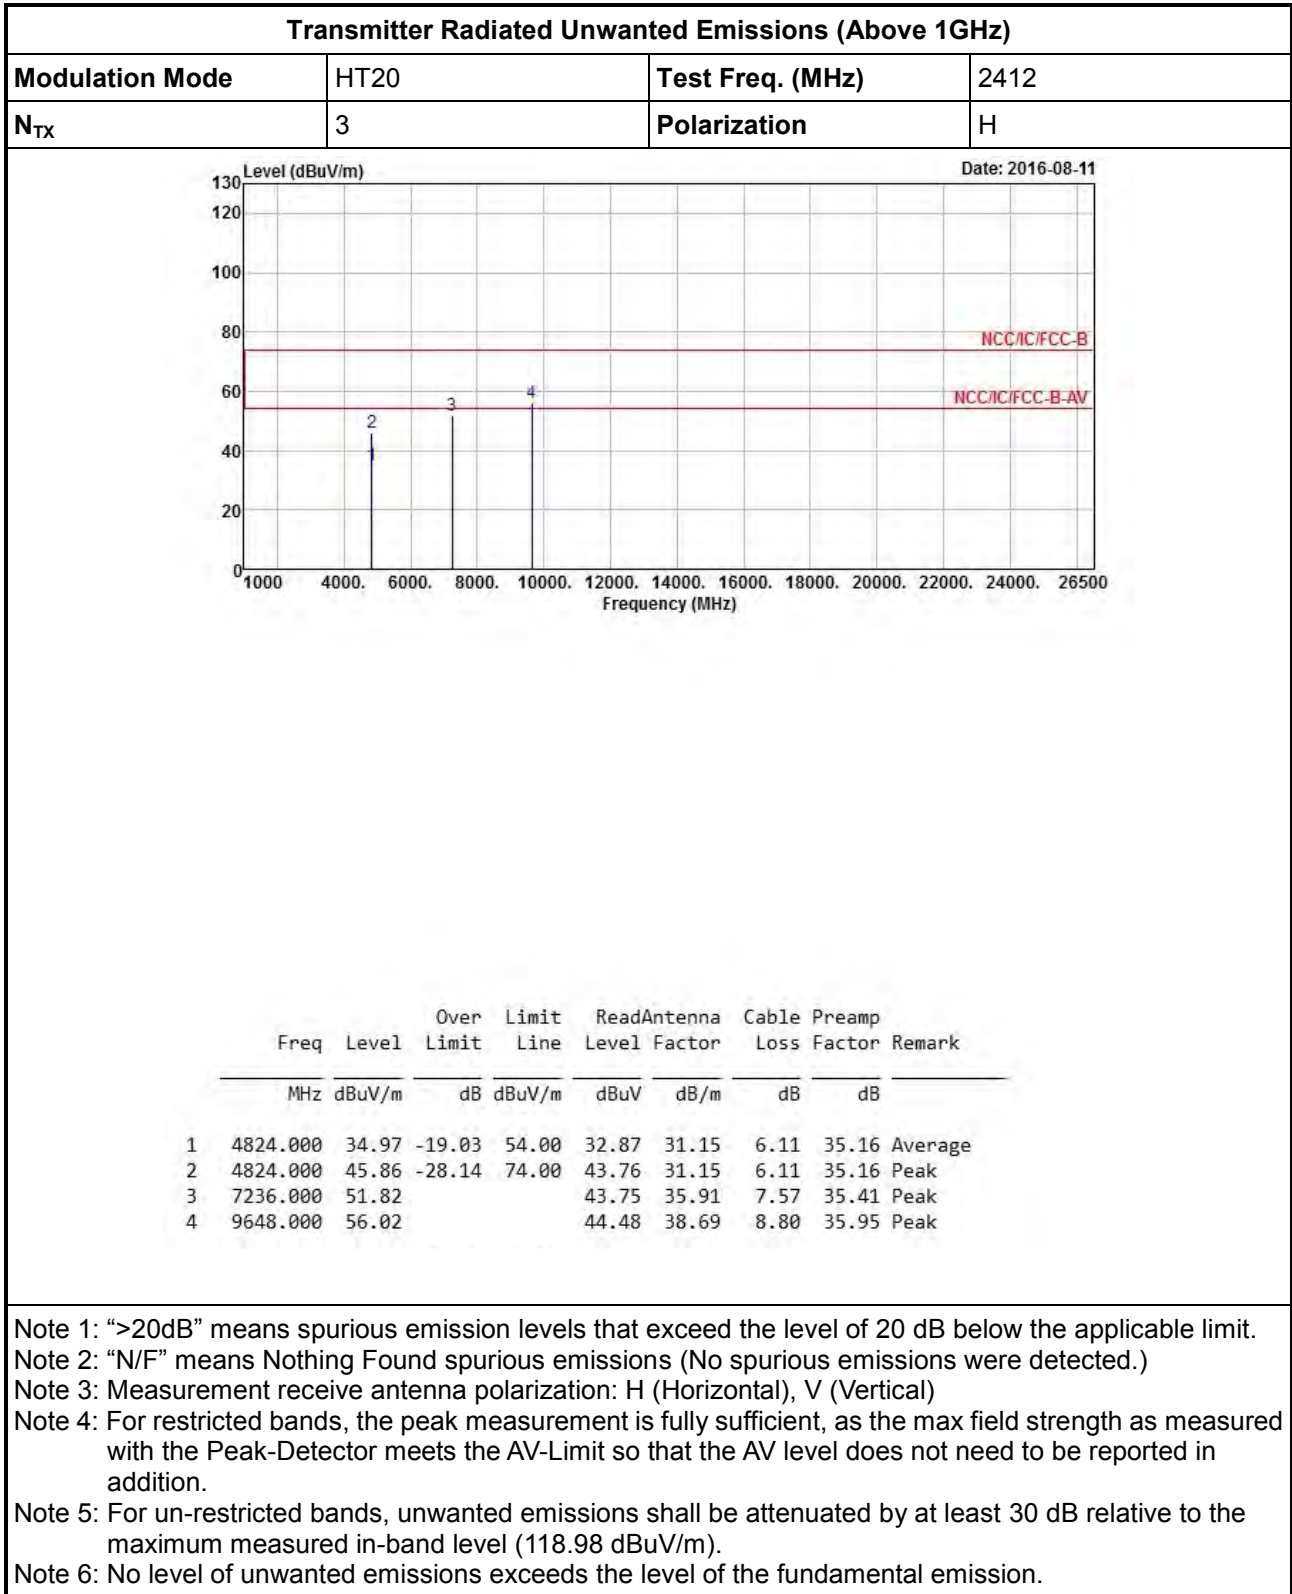 Transmitter Radiated Unwanted Emissions (Above 1GHz)
Modulation Mode HT20 Test Freq. (MHz) 2412
NTX 3 Polarization H
Level (dBuV/m) Date: 2016-08-11
130
120
100
80
NCC/IC/FCC-B
60
4
3
NCC/IC/FCC-B-AV
2
40
1
20
0
1000 4000. 6000. 8000. 10000. 12000. 14000. 16000. 18000. 20000. 22000. 24000. 26500
Frequency (MHz)
Over Limit ReadAntenna Cable Preamp
Freq Level Limit Line Level Factor Loss Factor Remark
MHz dBuV/m dB dBuV/m dBuV dB/m dB dB
1 4824.000 34.97 -19.03 54.00 32.87 31.15 6.11 35.16 Average
2 4824.000 45.86 -28.14 74.00 43.76 31.15 6.11 35.16 Peak
3 7236.000 51.82 43.75 35.91 7.57 35.41 Peak
4 9648.000 56.02 44.48 38.69 8.80 35.95 Peak
Note 1: “>20dB” means spurious emission levels that exceed the level of 20 dB below the applicable limit.
Note 2: “N/F” means Nothing Found spurious emissions (No spurious emissions were detected.)
Note 3: Measurement receive antenna polarization: H (Horizontal), V (Vertical)
Note 4: For restricted bands, the peak measurement is fully sufficient, as the max field strength as measured
with the Peak-Detector meets the AV-Limit so that the AV level does not need to be reported in
addition.
Note 5: For un-restricted bands, unwanted emissions shall be attenuated by at least 30 dB relative to the
maximum measured in-band level (118.98 dBuV/m).
Note 6: No level of unwanted emissions exceeds the level of the fundamental emission.